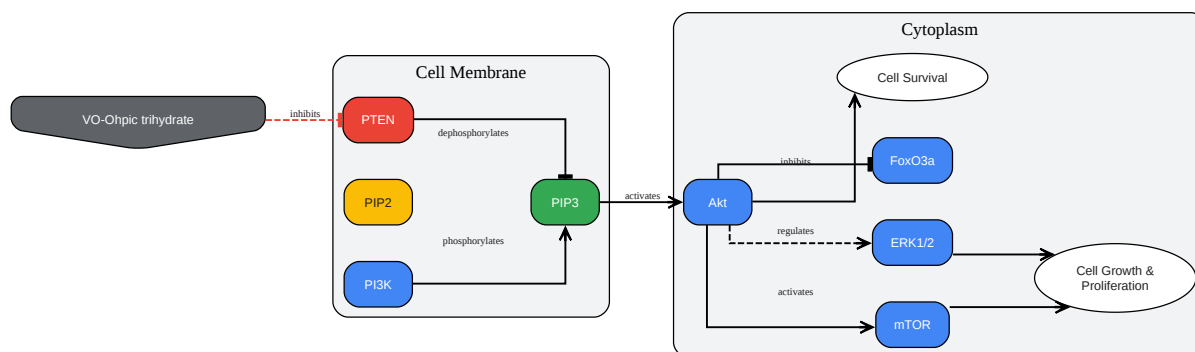 Cytoplasm
Cell Membrane
Cell Survival
VO-Ohpic trihydrate
inhibits
PTEN
dephosphorylates
inhibits
FoxO3a
PIP2
PIP3
activates
Akt
phosphorylates
regulates
ERK1/2
PI3K
activates
mTOR
Cell Growth &
Proliferation